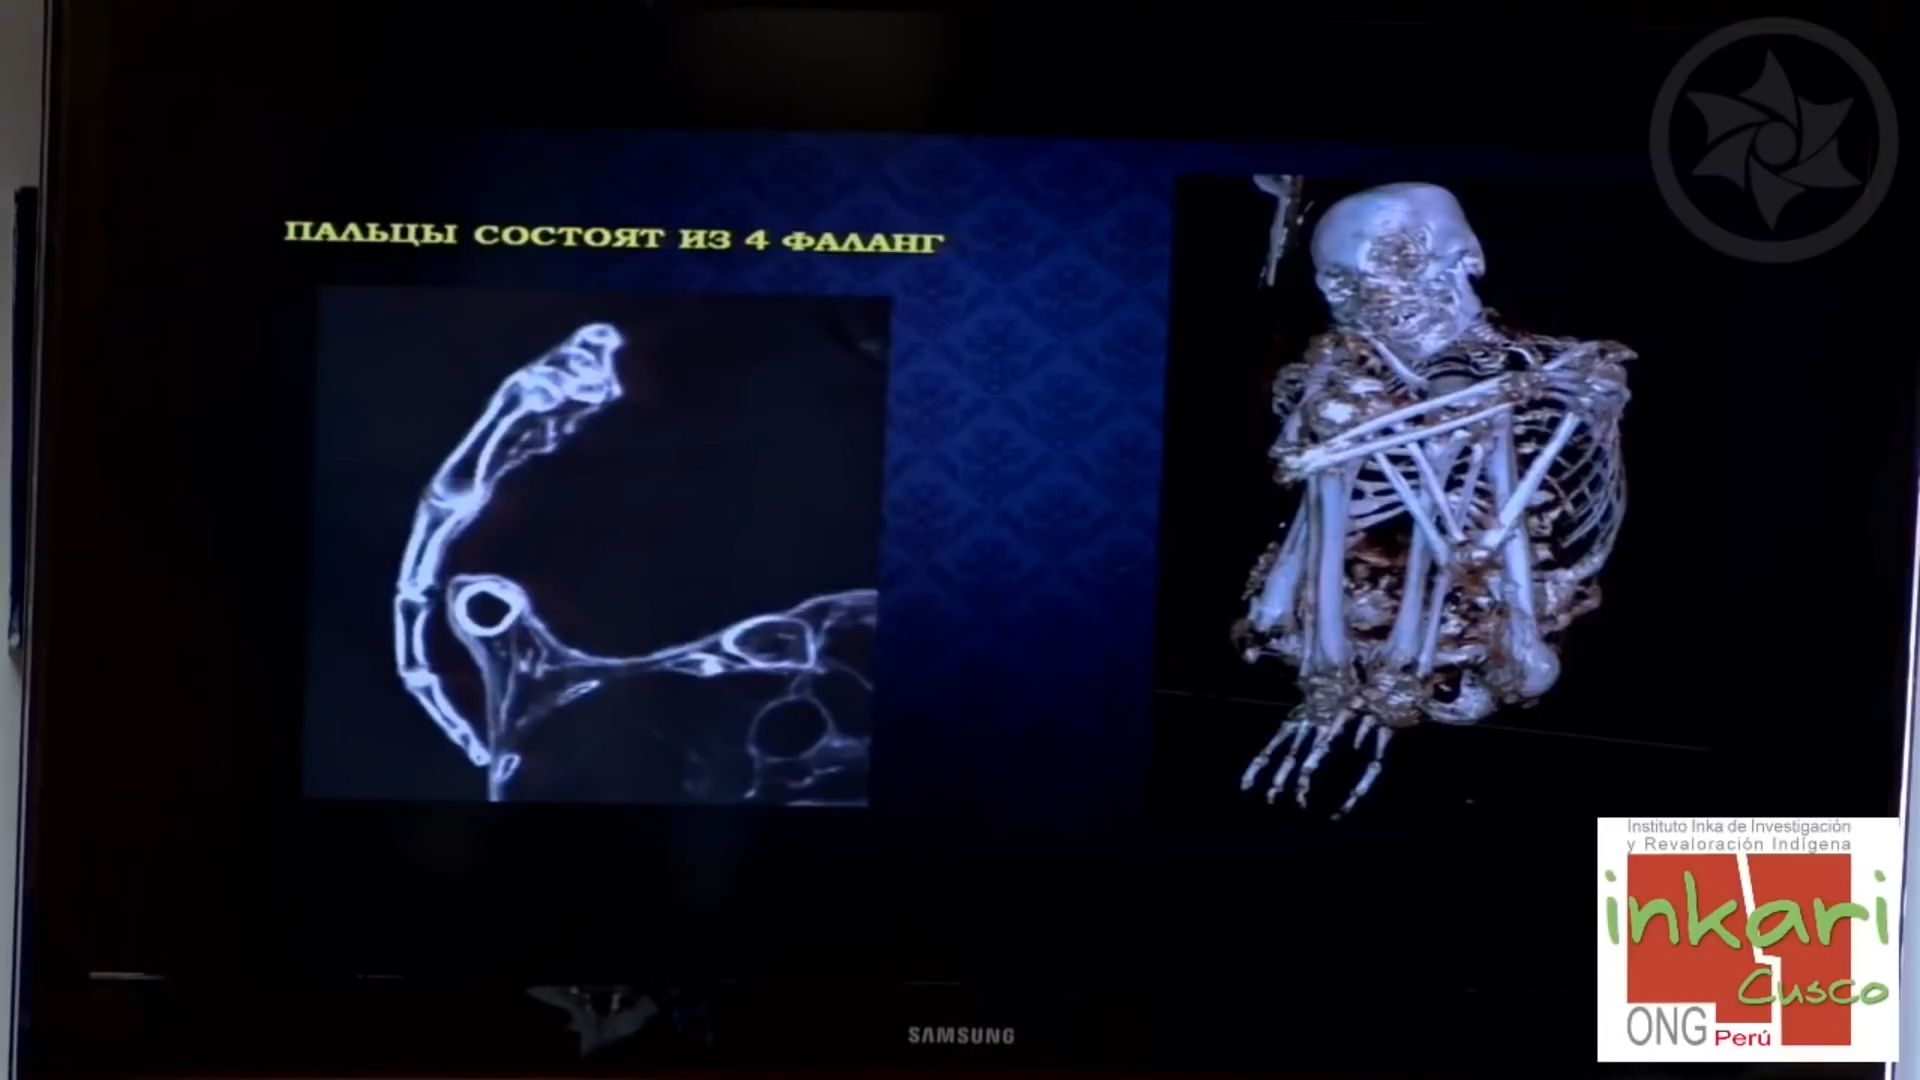 ПАЛЬЦЫ СОСТОЯТ ИЗ 4 ФАЛАНГ
Instituto Inka de Investigación
y Revaloración Indígena
inkari
Cusco
ONG Perú
SAMSUNG